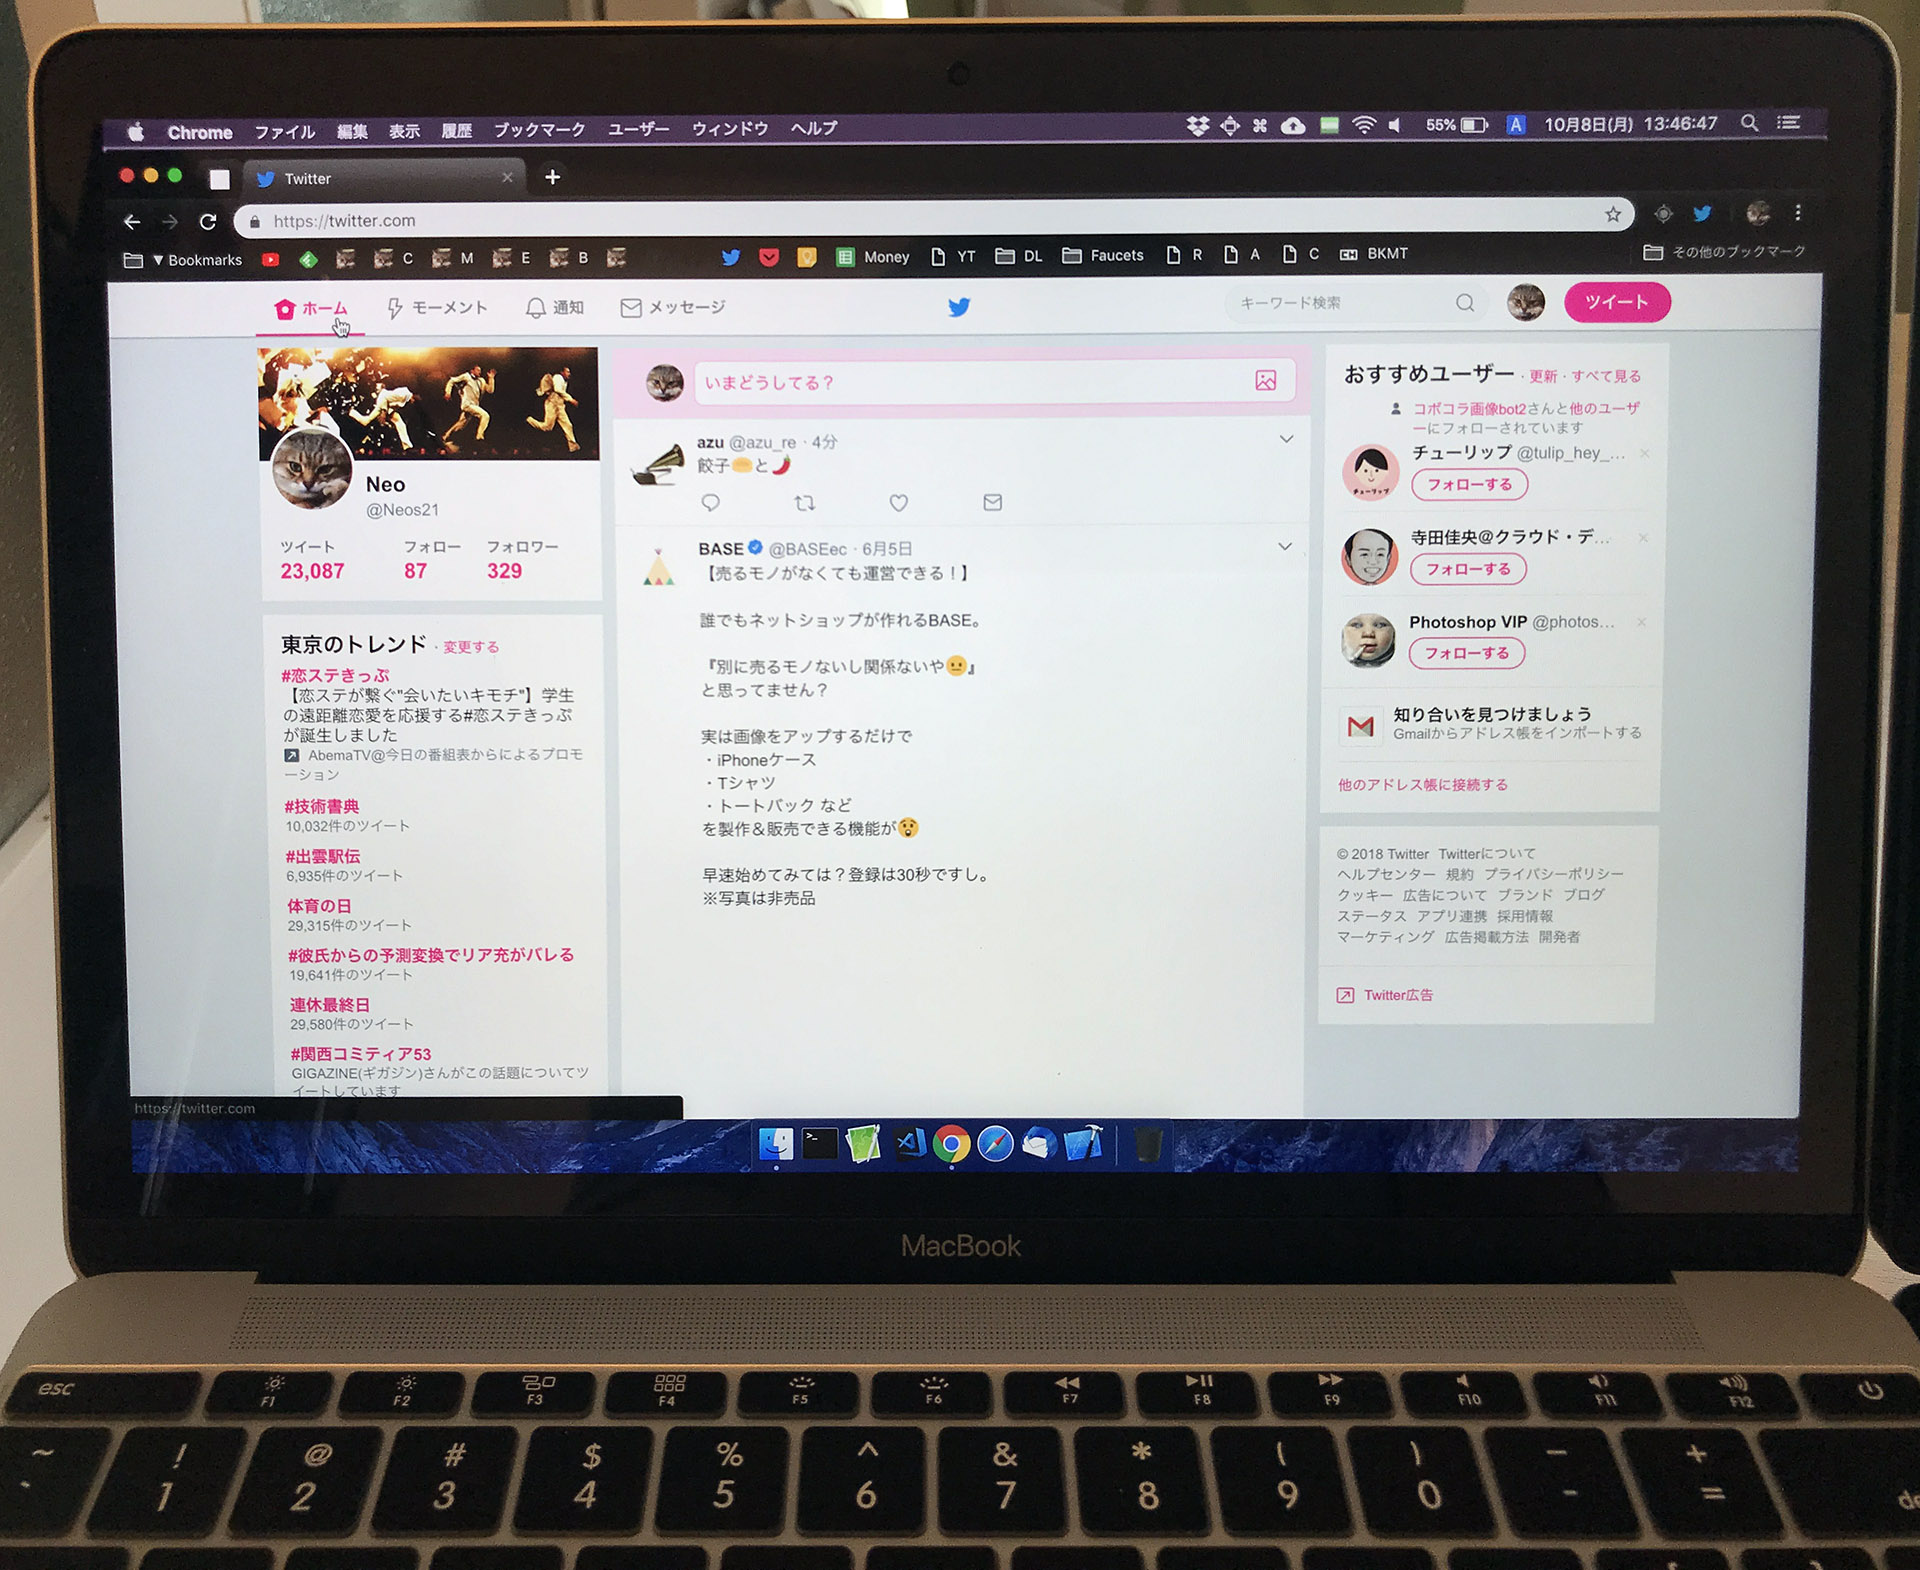 Chrome ファイル 編集 表示 履歴 ブックマーク ユーザー ウィンドウ ヘルプ
55% A 10月8日(月) 13:46:47
Twitter
https://twitter.com
▼ Bookmarks C M E B Money YT DL Faucets R A C CH BKMT その他のブックマーク
ホーム モーメント 通知 メッセージ
キーワード検索
ツイート
Neo
@Neos21
ツイート フォロー フォロワー
23,087 87 329
東京のトレンド · 変更する
#恋ステきっぷ
【恋ステが繋ぐ"会いたいキモチ"】学生
の遠距離恋愛を応援する#恋ステきっぷ
が誕生しました
AbemaTV@今日の番組表からによるプロモ
ーション
#技術書典
10,032件のツイート
#出雲駅伝
6,935件のツイート
体育の日
29,315件のツイート
#彼氏からの予測変換でリア充がバレる
19,641件のツイート
連休最終日
29,580件のツイート
#関西コミティア53
GIGAZINE(ギガジン)さんがこの話題についてツ
イートしています
https://twitter.com
いまどうしてる？
azu @azu_re · 4分
餃子🥟と🌶
BASE @BASEec · 6月5日
【売るモノがなくても運営できる！】
誰でもネットショップが作れるBASE。
『別に売るモノないし関係ないや😐』
と思ってません？
実は画像をアップするだけで
・iPhoneケース
・Tシャツ
・トートバック など
を製作＆販売できる機能が😲
早速始めてみては？登録は30秒ですし。
※写真は非売品
おすすめユーザー · 更新 · すべて見る
コボコラ画像bot2さんと他のユーザ
ーにフォローされています
チューリップ @tulip_hey_...
チューリップ
フォローする
寺田佳央@クラウド・デ...
フォローする
Photoshop VIP @photos...
フォローする
知り合いを見つけましょう
Gmailからアドレス帳をインポートする
他のアドレス帳に接続する
© 2018 Twitter Twitterについて
ヘルプセンター 規約 プライバシーポリシー
クッキー 広告について ブランド ブログ
ステータス アプリ連携 採用情報
マーケティング 広告掲載方法 開発者
Twitter広告
MacBook
esc F1 F2 F3 F4 F5 F6 F7 F8 F9 F10 F11 F12
~ ! @ # $ % ^ & * ( ) — +
` 1 2 3 4 5 6 7 8 9 0 - =